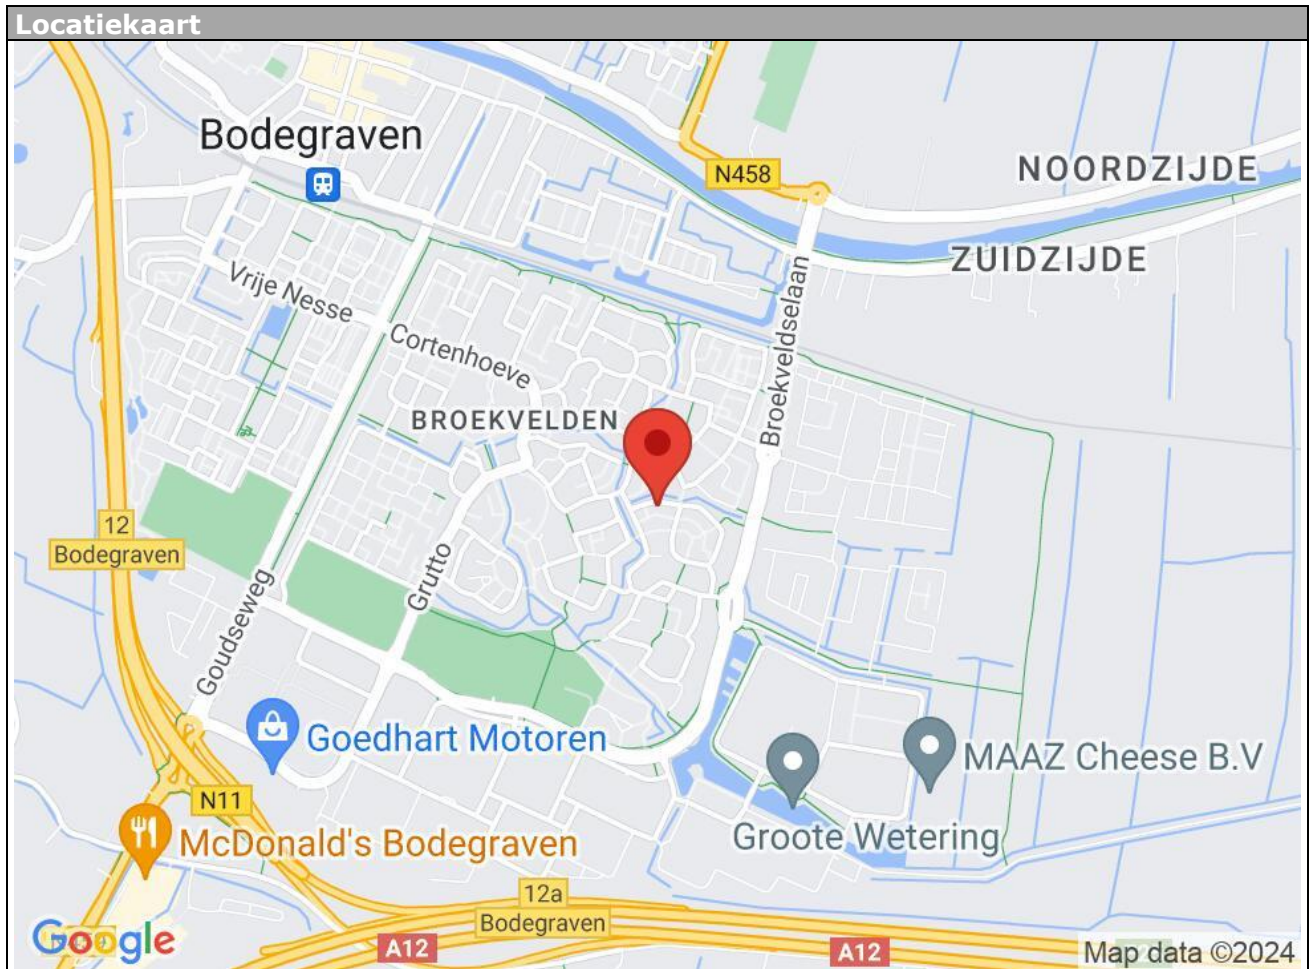 Locatiekaart
Bodegraven
N458
NOORDZIJDE
ZUIDZIJDE
Vrije Nesse
Cortenhoeve
Broekveldselaan
BROEKVELDEN
12
Bodegraven
Grutto
Goudseweg
Goedhart Motoren
MAAZ Cheese B.V
N11
Groote Wetering
McDonald's Bodegraven
12a
Bodegraven
Google
A12
A12
Map data ©2024